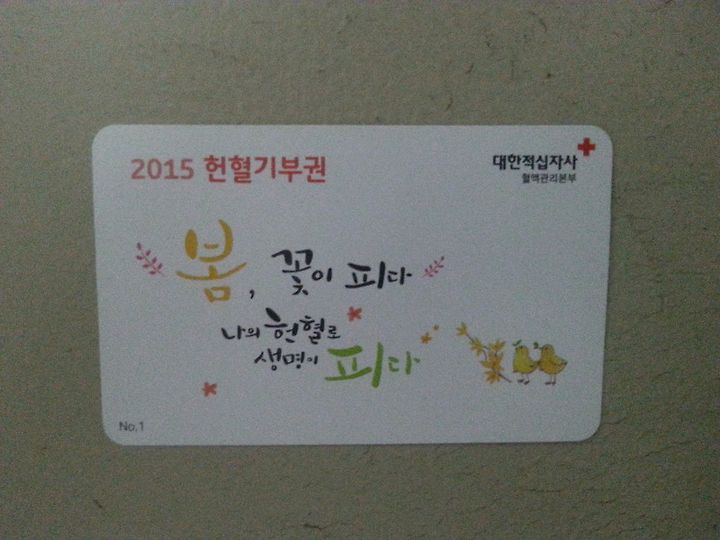 2015 헌혈기부권
대한적십자사
혈액관리본부
봄, 꽃이 피다
나의 헌혈로
생명이 피다
No.1